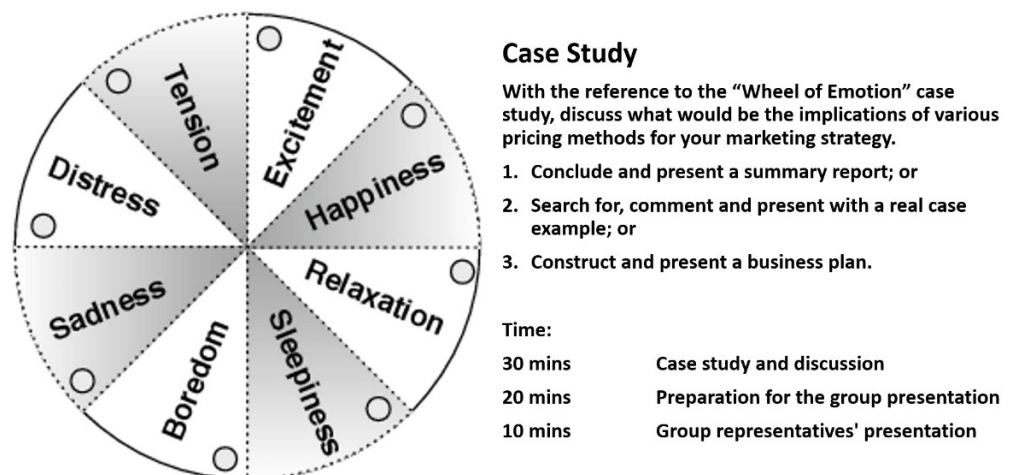 Tension
Excitement
Distress
Happiness
Sadness
Relaxation
Boredom
Sleepiness
Case Study
With the reference to the “Wheel of Emotion” case
study, discuss what would be the implications of various
pricing methods for your marketing strategy.
1. Conclude and present a summary report; or
2. Search for, comment and present with a real case
example; or
3. Construct and present a business plan.
Time:
30 mins Case study and discussion
20 mins Preparation for the group presentation
10 mins Group representatives' presentation